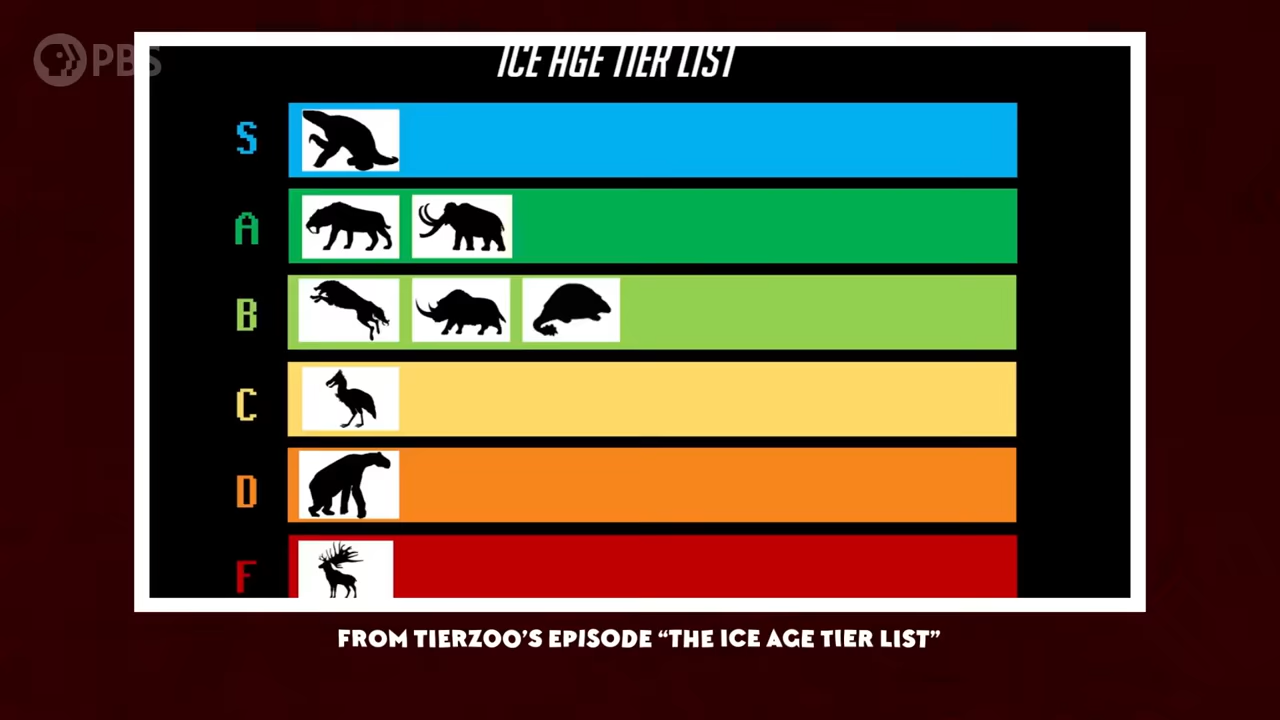 PBS
ICE AGE TIER LIST
S
A
B
C
D
F
FROM TIERZOO'S EPISODE “THE ICE AGE TIER LIST”